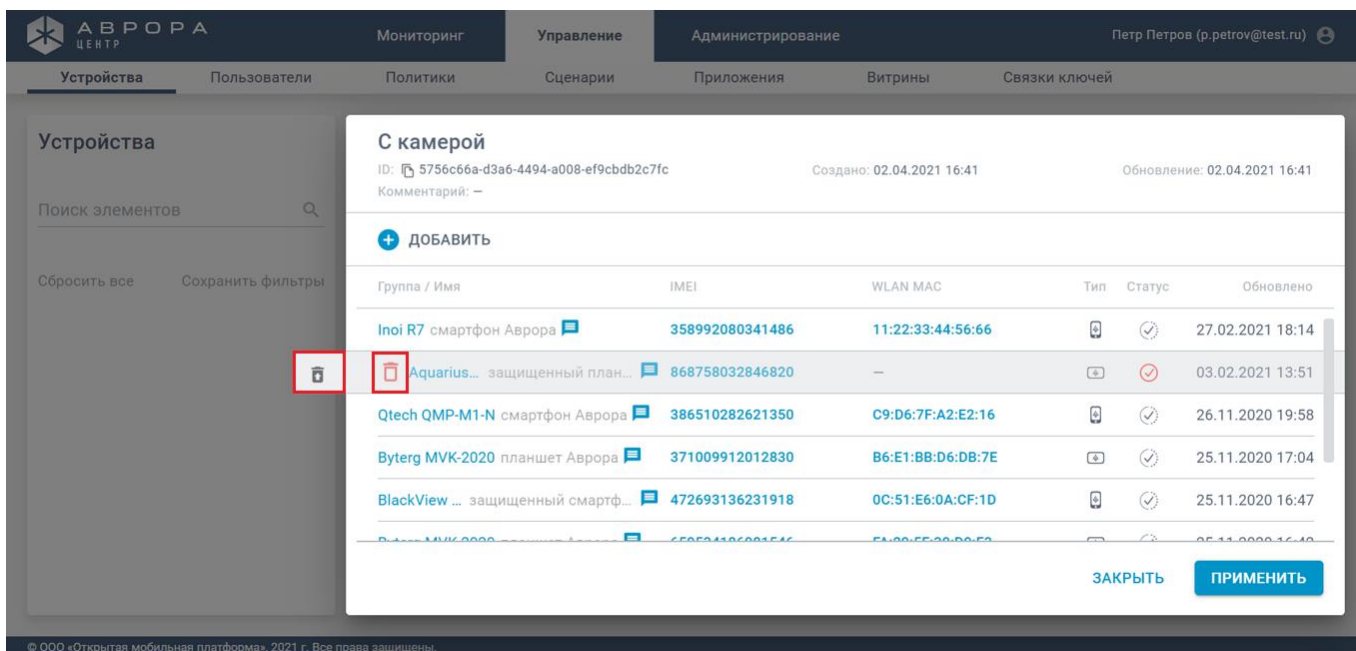 АВРОРА
ЦЕНТР
Мониторинг Управление Администрирование Петр Петров (p.petrov@test.ru)
Устройства Пользователи Политики Сценарии Приложения Витрины Связки ключей
Устройства
Поиск элементов
Сбросить все Сохранить фильтры
С камерой
ID: 5756c66a-d3a6-4494-a008-ef9cbdb2c7fc Создано: 02.04.2021 16:41 Обновление: 02.04.2021 16:41
Комментарий: —
ДОБАВИТЬ
Группа / Имя IMEI WLAN MAC Тип Статус Обновлено
Inoi R7 смартфон Аврора 358992080341486 11:22:33:44:56:66 27.02.2021 18:14
Aquarius... защищенный план... 868758032846820 — 03.02.2021 13:51
Qtech QMP-M1-N смартфон Аврора 386510282621350 C9:D6:7F:A2:E2:16 26.11.2020 19:58
Byterg MVK-2020 планшет Аврора 371009912012830 B6:E1:BB:D6:DB:7E 25.11.2020 17:04
BlackView ... защищенный смартф... 472693136231918 0C:51:E6:0A:CF:1D 25.11.2020 16:47
Byterg MVK-2020 планшет Аврора
ЗАКРЫТЬ ПРИМЕНИТЬ
© ООО «Открытая мобильная платформа», 2021 г. Все права защищены.